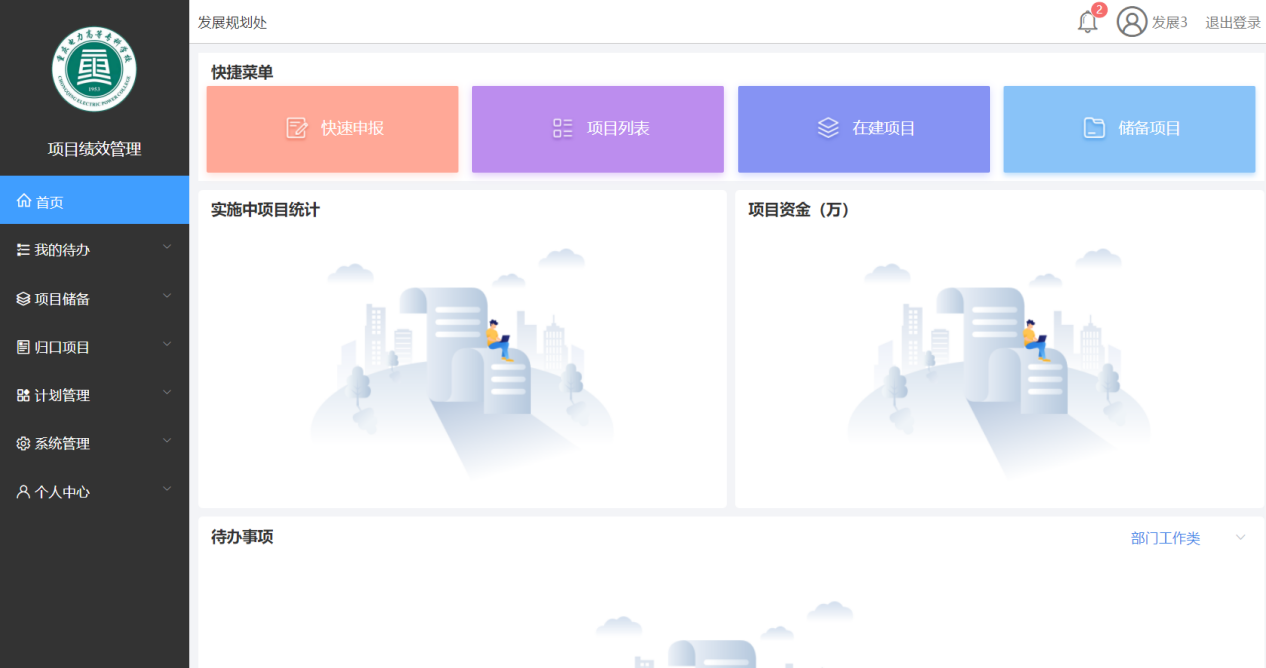 发展规划处
2
发展3
退出登录
重庆电力高等专科学校
1953
CHONGQING ELECTRIC POWER COLLEGE
项目绩效管理
首页
我的待办
项目储备
归口项目
计划管理
系统管理
个人中心
快捷菜单
快速申报
项目列表
在建项目
储备项目
实施中项目统计
项目资金（万）
待办事项
部门工作类